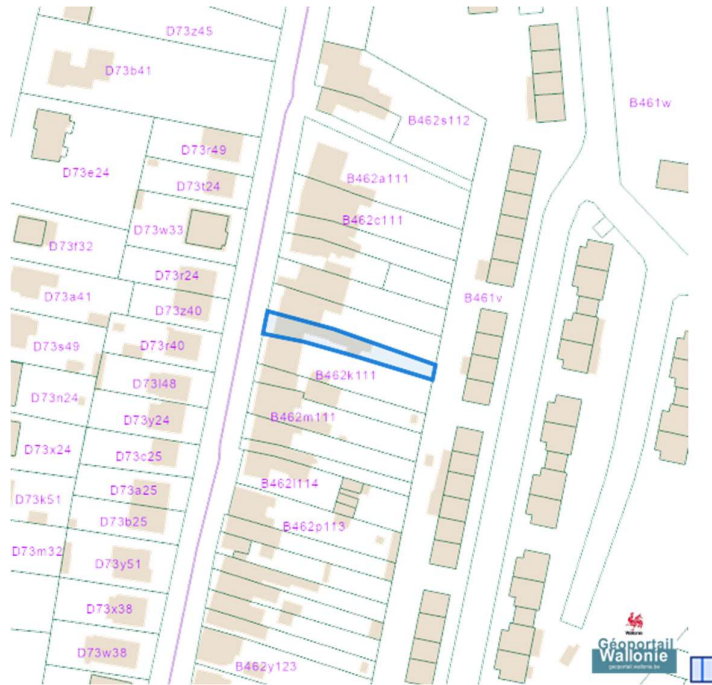 D73z45
D73b41
B461w
B462s112
D73r49
D73e24
B462a111
D73t24
B462c111
D73w33
D73f32
D73r24
D73a41
B461v
D73z40
D73s49
D73r40
B462k111
D73l48
D73n24
B462m111
D73y24
D73x24
D73c25
B462l114
D73a25
D73k51
D73b25
B462p113
D73m32
D73y51
D73x38
Wallonie
Géoportail
Wallonie
D73w38
B462y123
geoportail.wallonie.be